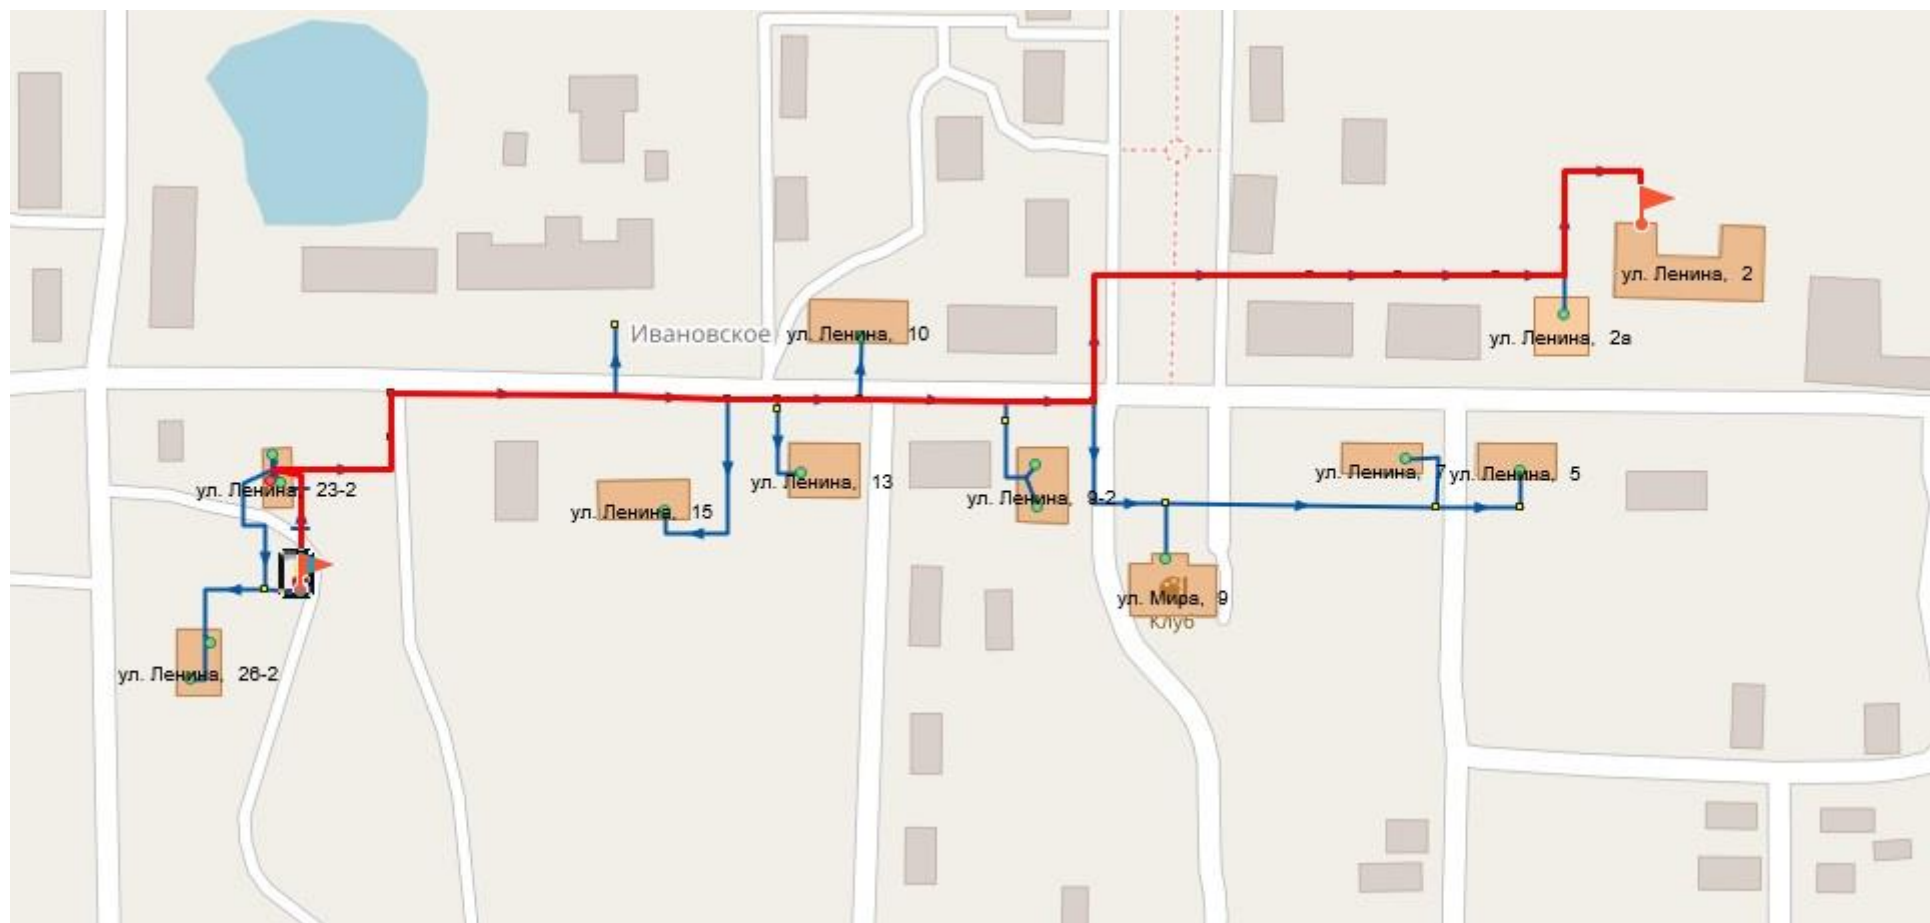 ул. Ленина, 2
Ивановское
ул. Ленина, 10
ул. Ленина, 2а
ул. Ленина, 7
ул. Ленина, 5
ул. Ленина, 13
ул. Ленина, 23-2
ул. Ленина, 9-2
ул. Ленина, 15
ул. Мира, 9
Клуб
ул. Ленина, 26-2